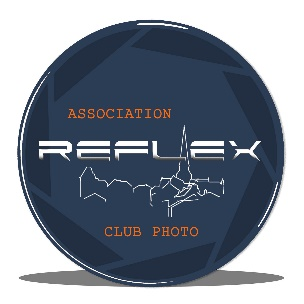 ASSOCIATION
REFLEX
CLUB PHOTO